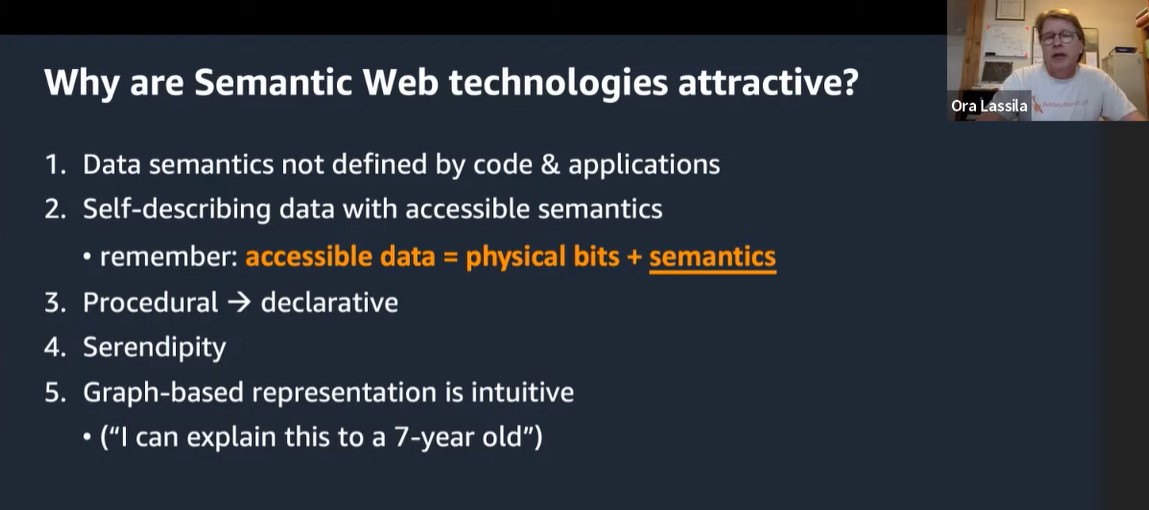 Why are Semantic Web technologies attractive?
Ora Lassila
1. Data semantics not defined by code & applications
2. Self-describing data with accessible semantics
• remember: accessible data = physical bits + semantics
3. Procedural → declarative
4. Serendipity
5. Graph-based representation is intuitive
• (“I can explain this to a 7-year old”)